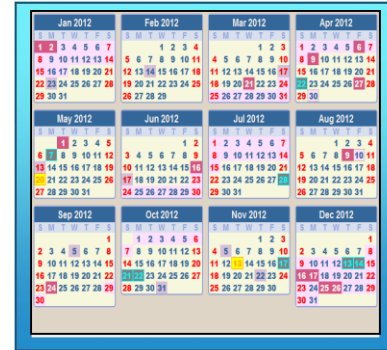 Jan 2012
S M T W T F S
1 2 3 4 5 6 7
8 9 10 11 12 13 14
15 16 17 18 19 20 21
22 23 24 25 26 27 28
29 30 31
Feb 2012
S M T W T F S
1 2 3 4
5 6 7 8 9 10 11
12 13 14 15 16 17 18
19 20 21 22 23 24 25
26 27 28 29
Mar 2012
S M T W T F S
1 2 3
4 5 6 7 8 9 10
11 12 13 14 15 16 17
18 19 20 21 22 23 24
25 26 27 28 29 30 31
Apr 2012
S M T W T F S
1 2 3 4 5 6 7
8 9 10 11 12 13 14
15 16 17 18 19 20 21
22 23 24 25 26 27 28
29 30
May 2012
S M T W T F S
1 2 3 4 5
6 7 8 9 10 11 12
13 14 15 16 17 18 19
20 21 22 23 24 25 26
27 28 29 30 31
Jun 2012
S M T W T F S
1 2
3 4 5 6 7 8 9
10 11 12 13 14 15 16
17 18 19 20 21 22 23
24 25 26 27 28 29 30
Jul 2012
S M T W T F S
1 2 3 4 5 6 7
8 9 10 11 12 13 14
15 16 17 18 19 20 21
22 23 24 25 26 27 28
29 30 31
Aug 2012
S M T W T F S
1 2 3 4
5 6 7 8 9 10 11
12 13 14 15 16 17 18
19 20 21 22 23 24 25
26 27 28 29 30 31
Sep 2012
S M T W T F S
1
2 3 4 5 6 7 8
9 10 11 12 13 14 15
16 17 18 19 20 21 22
23 24 25 26 27 28 29
30
Oct 2012
S M T W T F S
1 2 3 4 5 6
7 8 9 10 11 12 13
14 15 16 17 18 19 20
21 22 23 24 25 26 27
28 29 30 31
Nov 2012
S M T W T F S
1 2 3
4 5 6 7 8 9 10
11 12 13 14 15 16 17
18 19 20 21 22 23 24
25 26 27 28 29 30
Dec 2012
S M T W T F S
1
2 3 4 5 6 7 8
9 10 11 12 13 14 15
16 17 18 19 20 21 22
23 24 25 26 27 28 29
30 31